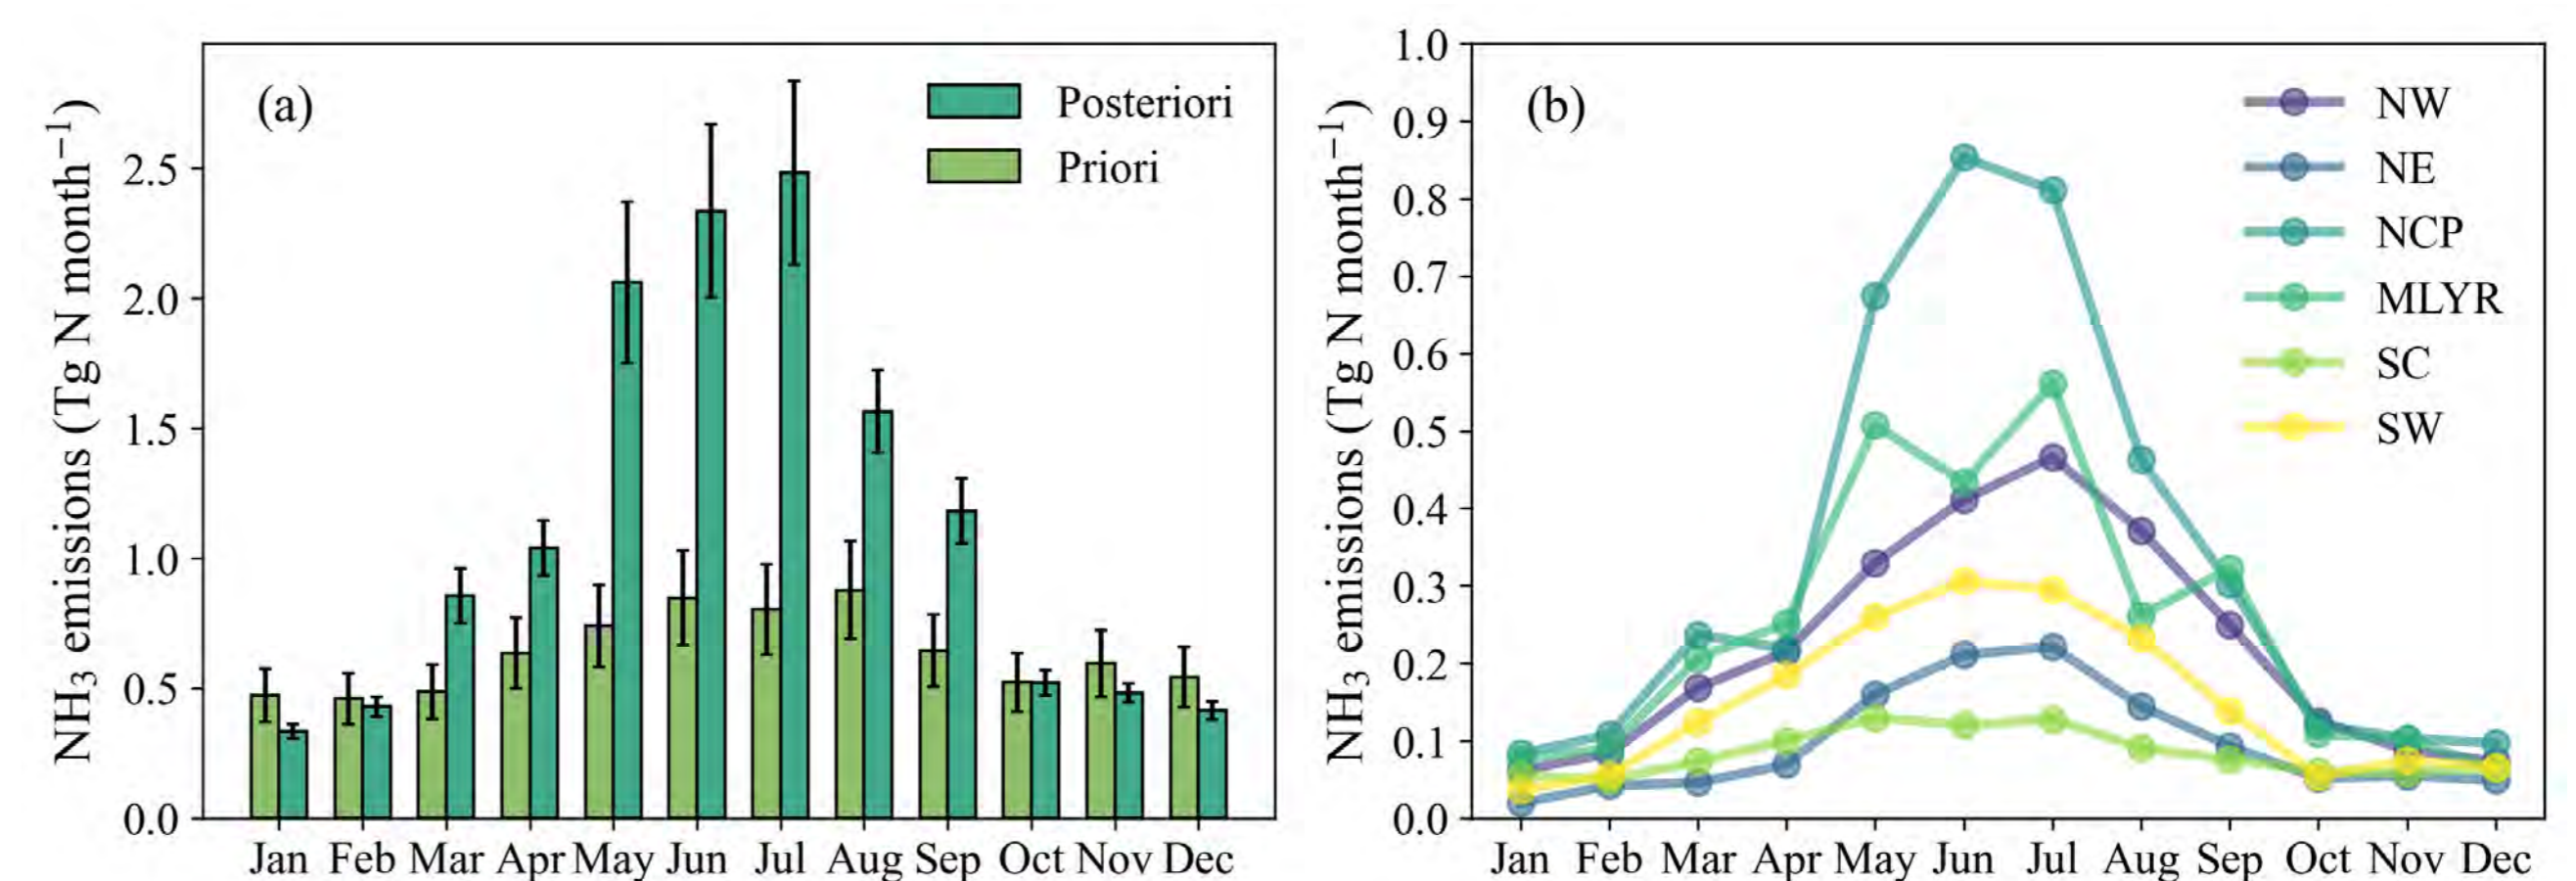 (a)
Posteriori
Priori
NH₃ emissions (Tg N month⁻¹)
2.5
2.0
1.5
1.0
0.5
0.0
Jan Feb Mar Apr May Jun Jul Aug Sep Oct Nov Dec
(b)
NW
NE
NCP
MLYR
SC
SW
NH₃ emissions (Tg N month⁻¹)
1.0
0.9
0.8
0.7
0.6
0.5
0.4
0.3
0.2
0.1
0.0
Jan Feb Mar Apr May Jun Jul Aug Sep Oct Nov Dec